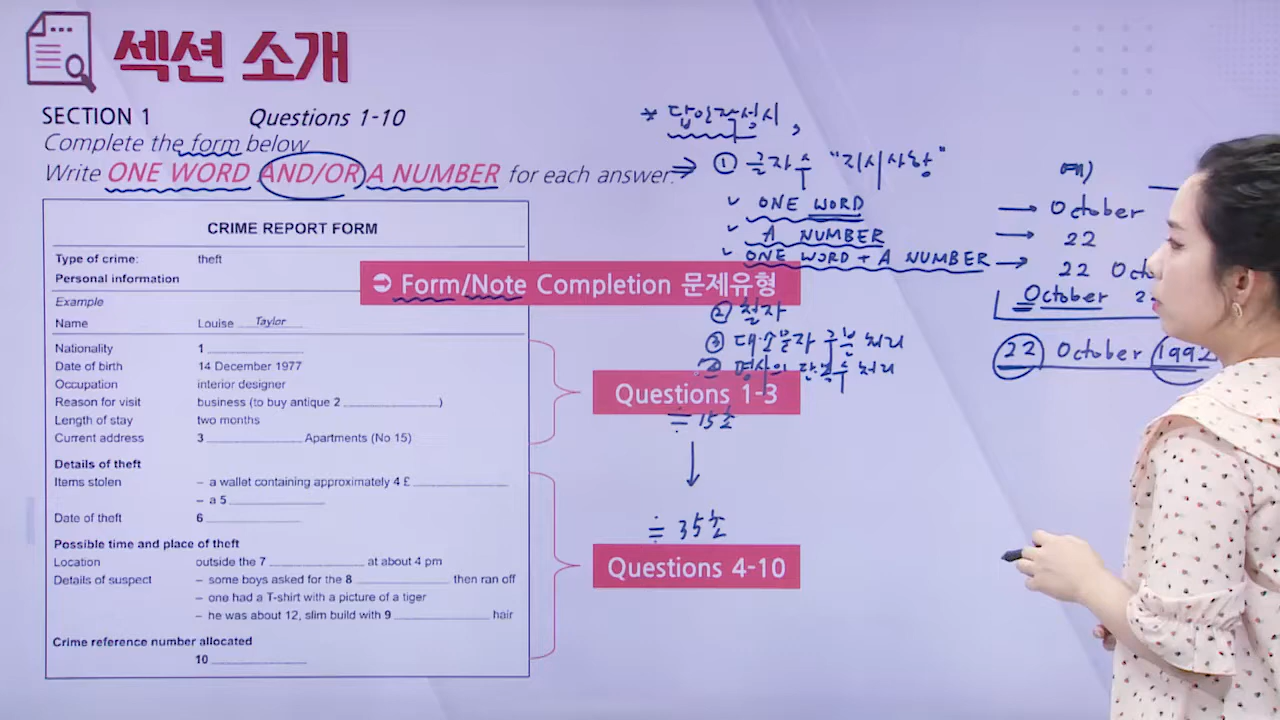 섹션 소개
SECTION 1 Questions 1-10
Complete the form below
Write ONE WORD AND/OR A NUMBER for each answer.
CRIME REPORT FORM
Type of crime: theft
Personal information
Example
Name Louise Taylor
Nationality 1
Date of birth 14 December 1977
Occupation interior designer
Reason for visit business (to buy antique 2 )
Length of stay two months
Current address 3 Apartments (No 15)
Details of theft
Items stolen – a wallet containing approximately 4 £
– a 5
Date of theft 6
Possible time and place of theft
Location outside the 7 at about 4 pm
Details of suspect – some boys asked for the 8 then ran off
– one had a T-shirt with a picture of a tiger
– he was about 12, slim build with 9 hair
Crime reference number allocated
10
➲ Form/Note Completion 문제유형
Questions 1-3
≒ 15초
↓
≒ 35초
Questions 4-10
* 답안작성시,
⇒ ① 글자수 "지시사항"
✓ ONE WORD
✓ A NUMBER
✓ ONE WORD + A NUMBER
② 철자
③ 대·소문자 구분 처리
명사의 단복수 처리
예)
→ October
→ 22
→ 22
October
22 October 1992